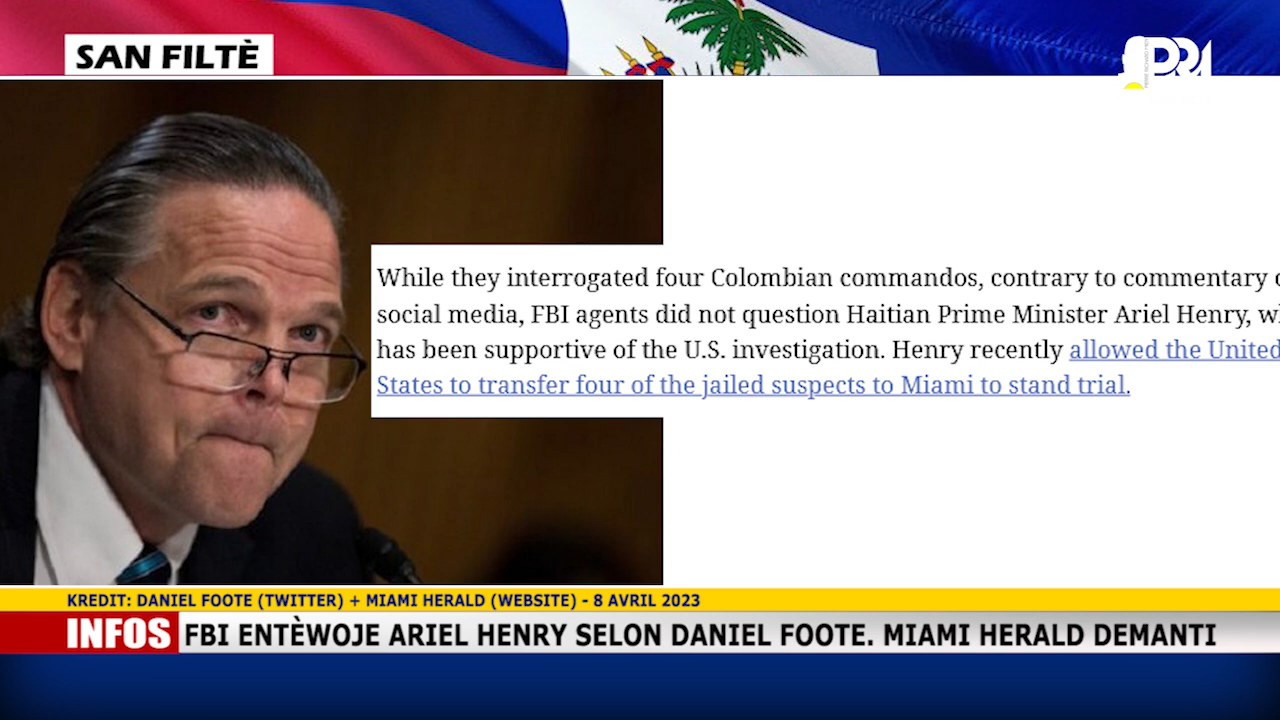 SAN FILTÈ
PRM
While they interrogated four Colombian commandos, contrary to commentary
social media, FBI agents did not question Haitian Prime Minister Ariel Henry,
has been supportive of the U.S. investigation. Henry recently allowed the United
States to transfer four of the jailed suspects to Miami to stand trial.
KREDIT: DANIEL FOOTE (TWITTER) + MIAMI HERALD (WEBSITE) - 8 AVRIL 2023
INFOS FBI ENTÈWOJE ARIEL HENRY SELON DANIEL FOOTE. MIAMI HERALD DEMANTI